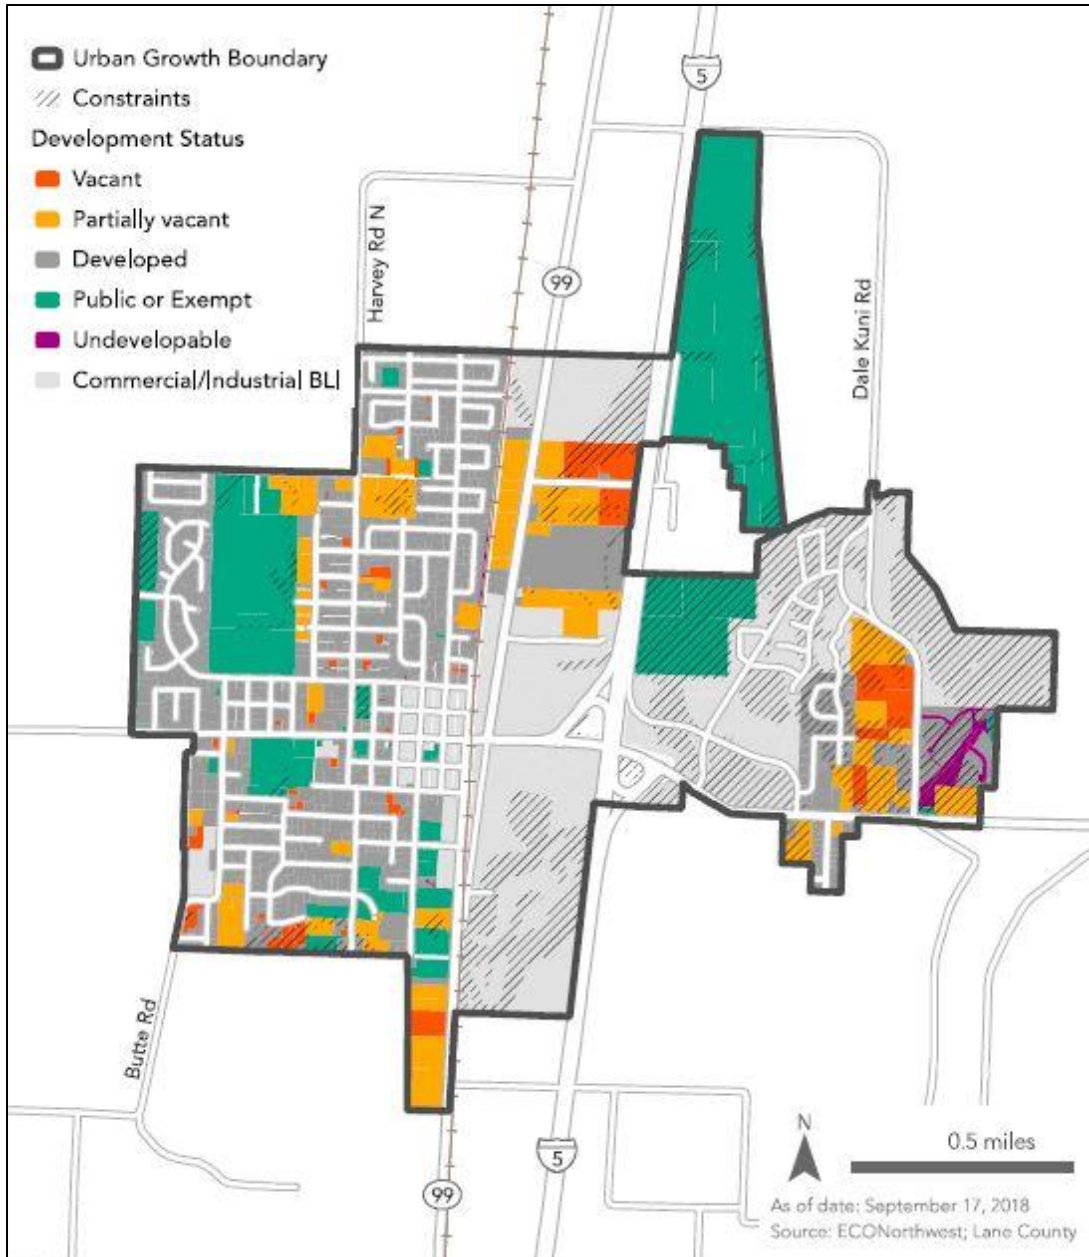 Urban Growth Boundary
Constraints
Development Status
Vacant
Partially vacant
Developed
Public or Exempt
Undevelopable
Commercial/Industrial BLI
5
Harvey Rd N
99
Dale Kuni Rd
Butte Rd
5
99
N
0.5 miles
As of date: September 17, 2018
Source: ECONorthwest; Lane County